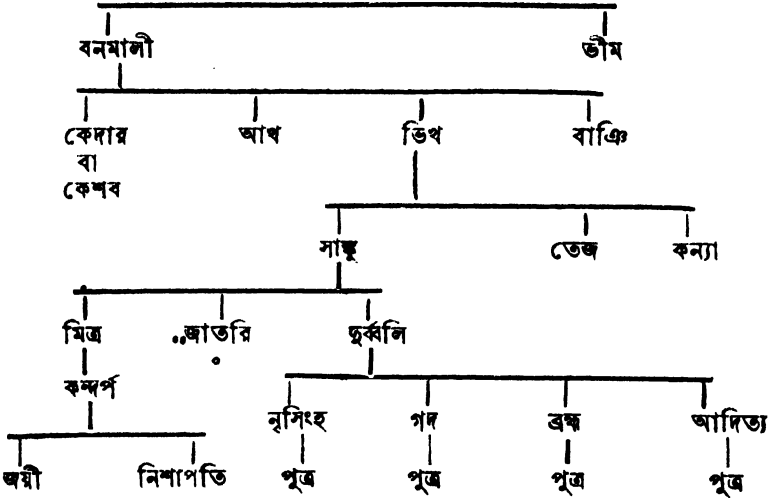 বনমালী ভীম
কেদার আখ ভিখ বাঞি
বা
কেশব
সাঙ্কু তেজ কন্যা
মিত্র জাতরি দুর্ব্বলি
কন্দর্প
নৃসিংহ গদ ব্রহ্ম আদিত্য
জয়ী নিশাপতি পুত্র পুত্র পুত্র পুত্র